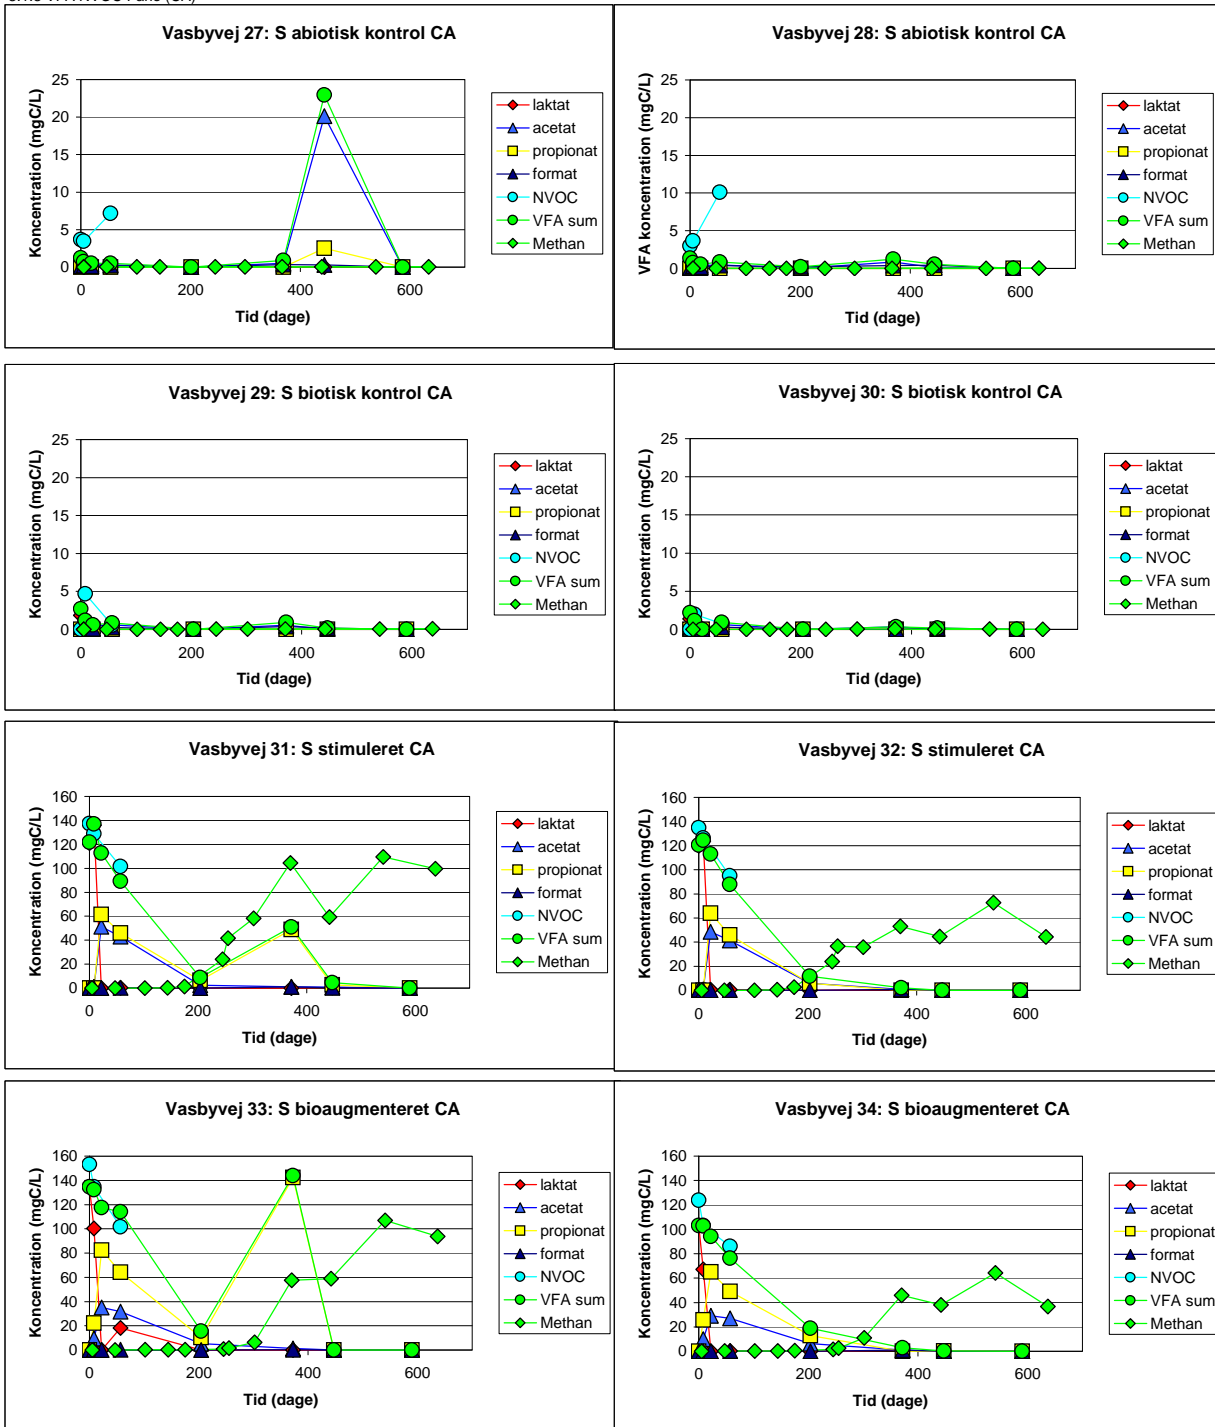 Vasbyvej 27: S abiotisk kontrol CA
Koncentration (mgC/L)
25
20
15
10
5
0
0 200 400 600
Tid (dage)
laktat
acetat
propionat
format
NVOC
VFA sum
Methan
Vasbyvej 28: S abiotisk kontrol CA
VFA koncentration (mgC/L)
25
20
15
10
5
0
0 200 400 600
Tid (dage)
laktat
acetat
propionat
format
NVOC
VFA sum
Methan
Vasbyvej 29: S biotisk kontrol CA
Koncentration (mgC/L)
25
20
15
10
5
0
0 200 400 600
Tid (dage)
laktat
acetat
propionat
format
NVOC
VFA sum
Methan
Vasbyvej 30: S biotisk kontrol CA
Koncentration (mgC/L)
25
20
15
10
5
0
0 200 400 600
Tid (dage)
laktat
acetat
propionat
format
NVOC
VFA sum
Methan
Vasbyvej 31: S stimuleret CA
Koncentration (mgC/L)
160
140
120
100
80
60
40
20
0
0 200 400 600
Tid (dage)
laktat
acetat
propionat
format
NVOC
VFA sum
Methan
Vasbyvej 32: S stimuleret CA
Koncentration (mgC/L)
160
140
120
100
80
60
40
20
0
0 200 400 600
Tid (dage)
laktat
acetat
propionat
format
NVOC
VFA sum
Methan
Vasbyvej 33: S bioaugmenteret CA
Koncentration (mgC/L)
160
140
120
100
80
60
40
20
0
0 200 400 600
Tid (dage)
laktat
acetat
propionat
format
NVOC
VFA sum
Methan
Vasbyvej 34: S bioaugmenteret CA
Koncentration (mgC/L)
160
140
120
100
80
60
40
20
0
0 200 400 600
Tid (dage)
laktat
acetat
propionat
format
NVOC
VFA sum
Methan